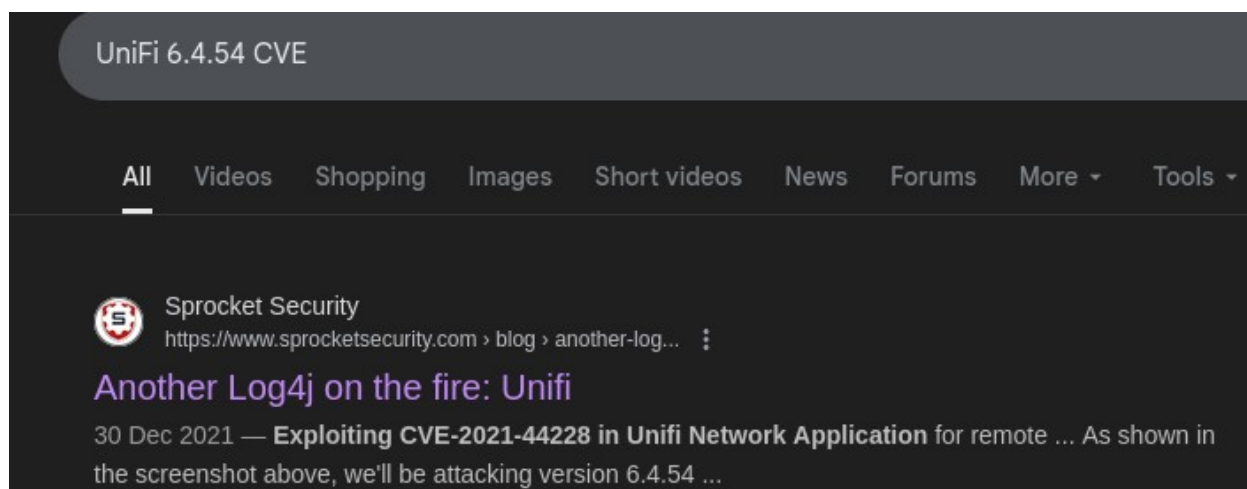 UniFi 6.4.54 CVE
All Videos Shopping Images Short videos News Forums More Tools
Sprocket Security
https://www.sprocketsecurity.com › blog › another-log...
Another Log4j on the fire: Unifi
30 Dec 2021 — Exploiting CVE-2021-44228 in Unifi Network Application for remote ... As shown in
the screenshot above, we'll be attacking version 6.4.54 ...